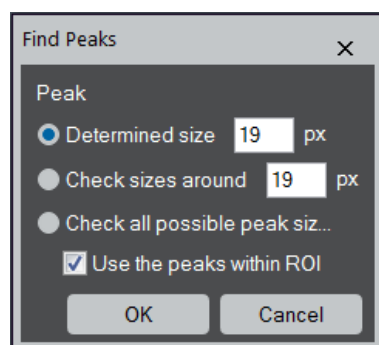 Find Peaks
Peak
Determined size 19 px
Check sizes around 19 px
Check all possible peak siz...
Use the peaks within ROI
OK Cancel